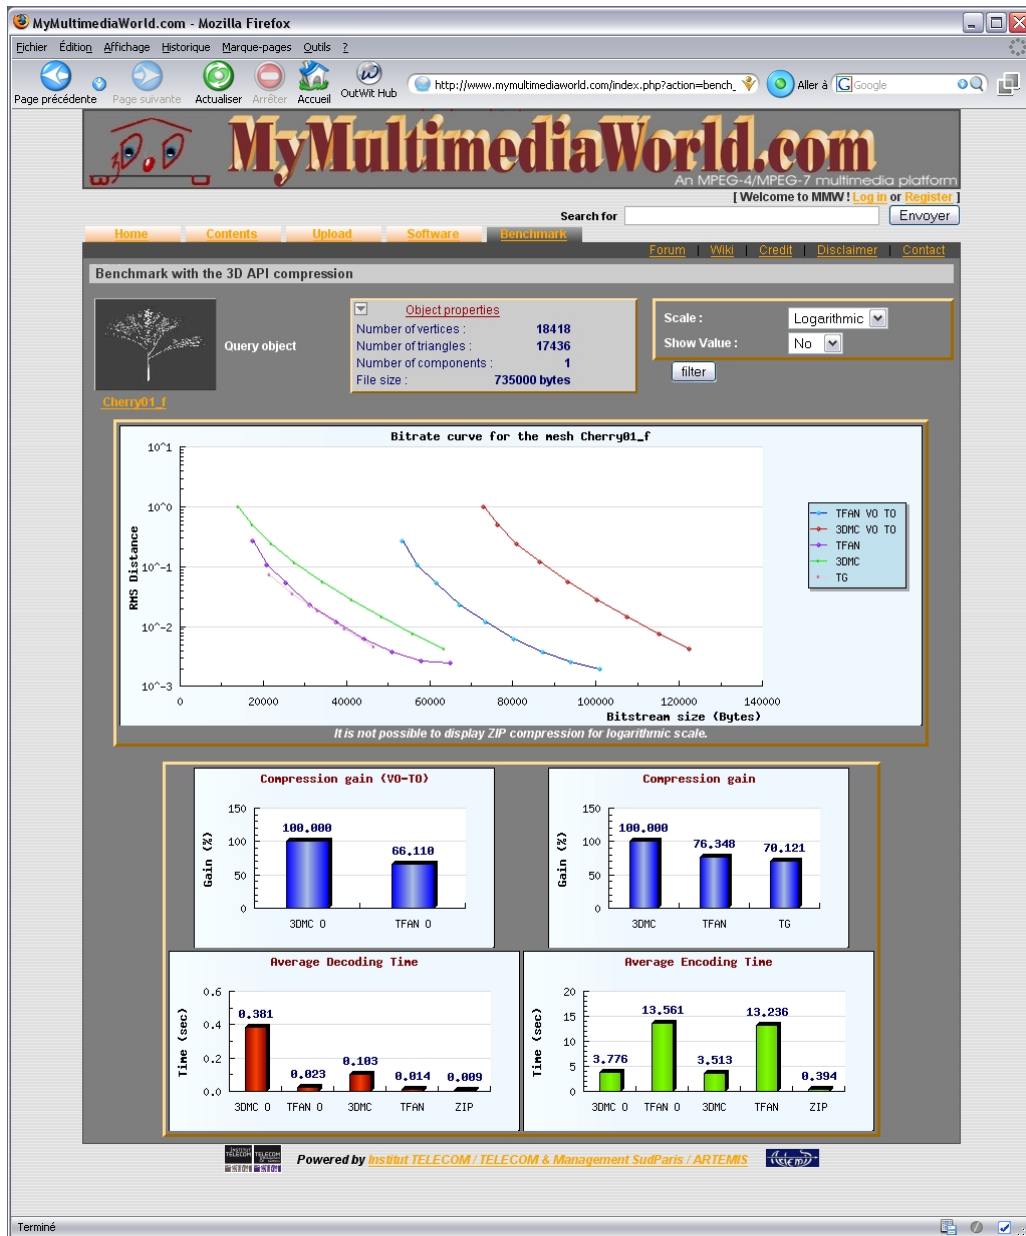 MyMultimediaWorld.com - Mozilla Firefox
Fichier Édition Affichage Historique Marque-pages Outils ?
Page précédente Page suivante Actualiser Arrêter Accueil OutWit Hub http://www.mymultimediaworld.com/index.php?action=bench_ Aller à G Google
MyMultimediaWorld.com
An MPEG-4/MPEG-7 multimedia platform
[ Welcome to MMW ! Log in or Register ]
Search for Envoyer
Home Contents Upload Software Benchmark
Forum | Wiki | Credit | Disclaimer | Contact
Benchmark with the 3D API compression
Query object
Cherry01_f
Object properties
Number of vertices : 18418
Number of triangles : 17436
Number of components : 1
File size : 735000 bytes
Scale : Logarithmic
Show Value : No
filter
Bitrate curve for the mesh Cherry01_f
RMS Distance
10^1
10^0
10^-1
10^-2
10^-3
0 20000 40000 60000 80000 100000 120000 140000
Bitstream size (Bytes)
TFAN VO TO
3DMC VO TO
TFAN
3DMC
TG
It is not possible to display ZIP compression for logarithmic scale.
Compression gain (VO-TO)
Gain (%)
150
100
50
0
100.000
66.110
3DMC O TFAN O
Compression gain
Gain (%)
150
100
50
0
100.000
76.348
70.121
3DMC TFAN TG
Average Decoding Time
Time (sec)
0.6
0.4
0.2
0.0
0.381
0.023
0.103
0.014
0.009
3DMC O TFAN O 3DMC TFAN ZIP
Average Encoding Time
Time (sec)
20
15
10
5
0
3.776
13.561
3.513
13.236
0.394
3DMC O TFAN O 3DMC TFAN ZIP
INSTITUT TELECOM TELECOM
Powered by Institut TELECOM / TELECOM & Management SudParis / ARTEMIS
Terminé